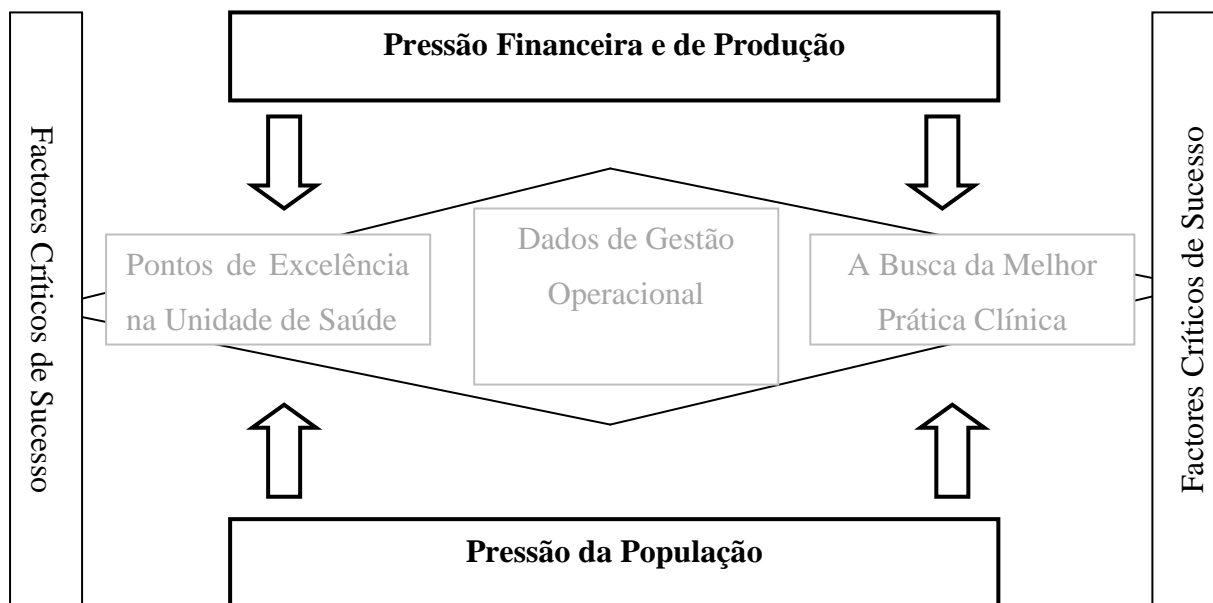 Pressão Financeira e de Produção
Factores Críticos de Sucesso
Pontos de Excelência
na Unidade de Saúde
Dados de Gestão
Operacional
A Busca da Melhor
Prática Clínica
Factores Críticos de Sucesso
Pressão da População